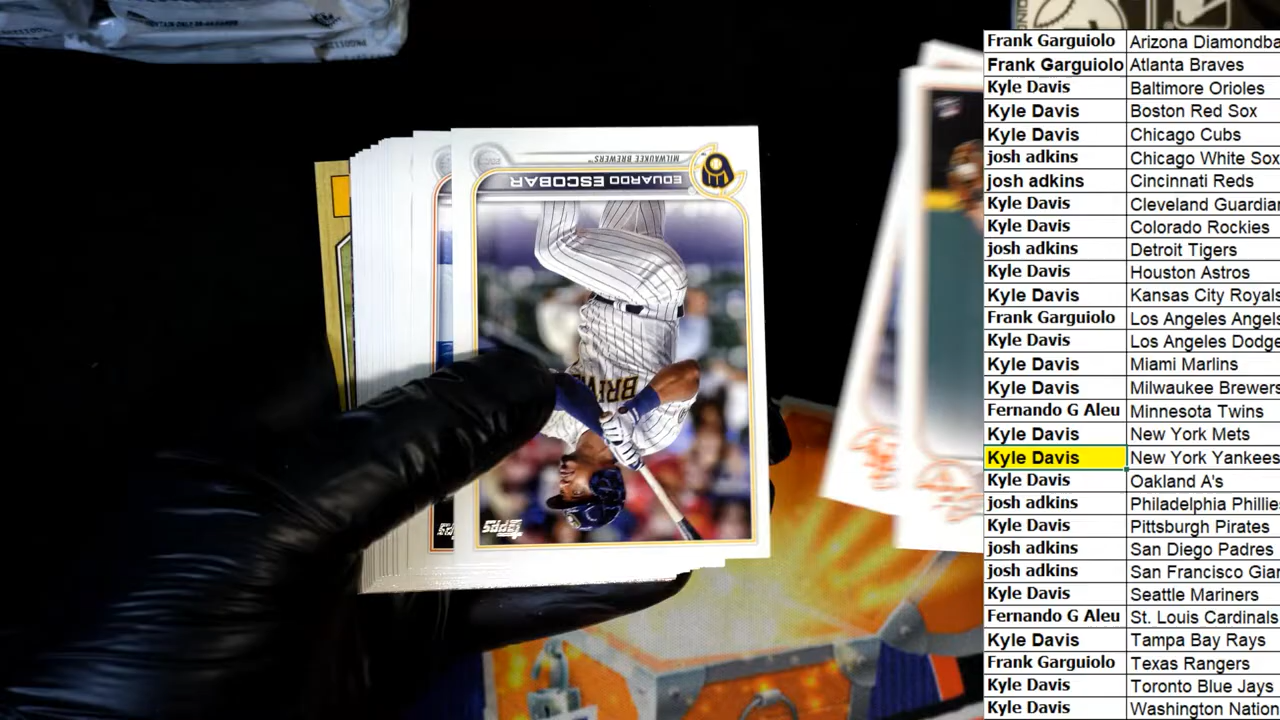 MILWAUKEE BREWERS™
EDUARDO ESCOBAR
BREW
Topps
Frank Garguiolo Arizona Diamondba
Frank Garguiolo Atlanta Braves
Kyle Davis Baltimore Orioles
Kyle Davis Boston Red Sox
Kyle Davis Chicago Cubs
josh adkins Chicago White Sox
josh adkins Cincinnati Reds
Kyle Davis Cleveland Guardian
Kyle Davis Colorado Rockies
josh adkins Detroit Tigers
Kyle Davis Houston Astros
Kyle Davis Kansas City Royals
Frank Garguiolo Los Angeles Angels
Kyle Davis Los Angeles Dodge
Kyle Davis Miami Marlins
Kyle Davis Milwaukee Brewers
Fernando G Aleu Minnesota Twins
Kyle Davis New York Mets
Kyle Davis New York Yankees
Kyle Davis Oakland A's
josh adkins Philadelphia Phillies
Kyle Davis Pittsburgh Pirates
josh adkins San Diego Padres
josh adkins San Francisco Gian
Kyle Davis Seattle Mariners
Fernando G Aleu St. Louis Cardinals
Kyle Davis Tampa Bay Rays
Frank Garguiolo Texas Rangers
Kyle Davis Toronto Blue Jays
Kyle Davis Washington Nation